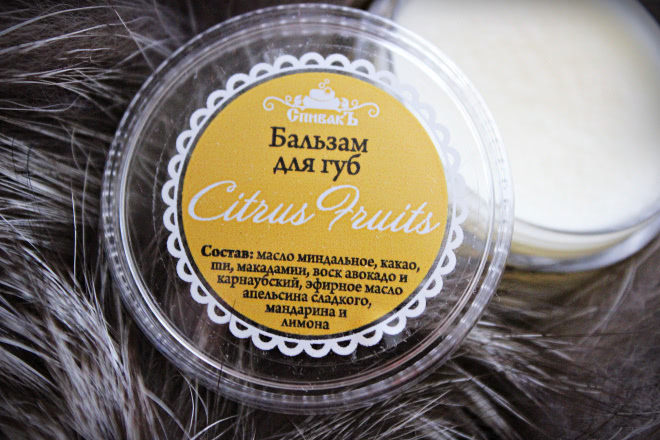 СпивакЪ
Бальзам
для губ
Citrus Fruits
Состав: масло миндальное, какао,
ши, макадамии, воск авокадо и
карнаубский, эфирное масло
апельсина сладкого,
мандарина и
лимона